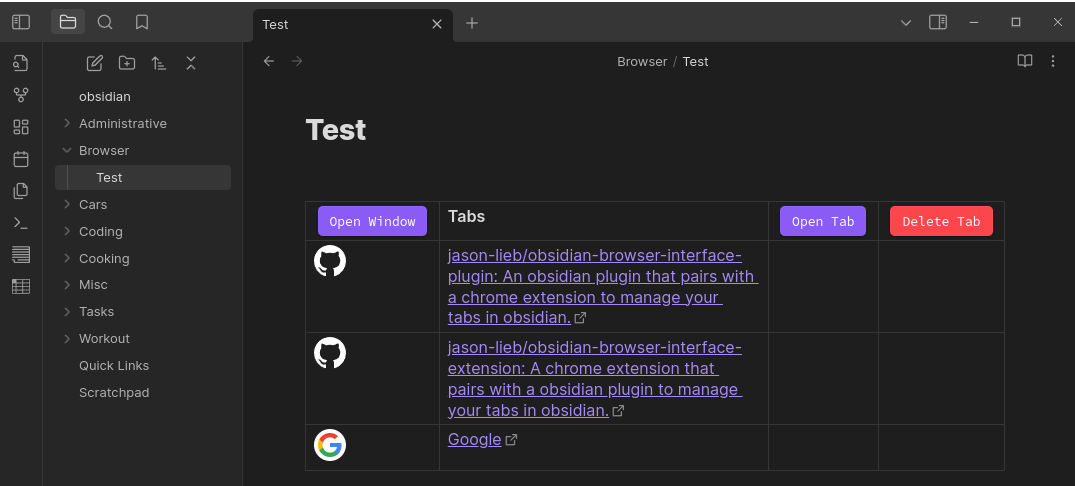 Test
Browser / Test
obsidian
Administrative
Browser
Test
Cars
Coding
Cooking
Misc
Tasks
Workout
Quick Links
Scratchpad
Test
Open Window
Tabs
Open Tab
Delete Tab
jason-lieb/obsidian-browser-interface-
plugin: An obsidian plugin that pairs with
a chrome extension to manage your
tabs in obsidian.
jason-lieb/obsidian-browser-interface-
extension: A chrome extension that
pairs with a obsidian plugin to manage
your tabs in obsidian.
Google